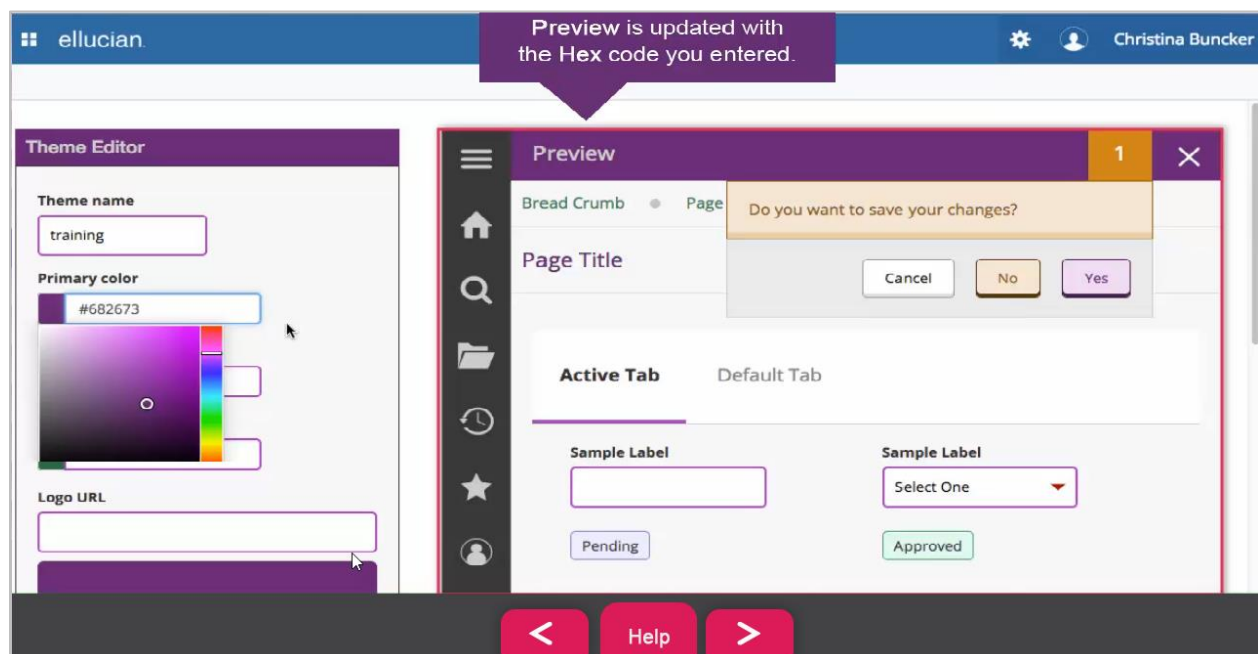 ellucian.
Preview is updated with
the Hex code you entered.
Christina Buncker
Theme Editor
Theme name
training
Primary color
#682673
Logo URL
Preview
1
Bread Crumb
Page
Do you want to save your changes?
Page Title
Cancel
No
Yes
Active Tab
Default Tab
Sample Label
Sample Label
Select One
Pending
Approved
<
Help
>